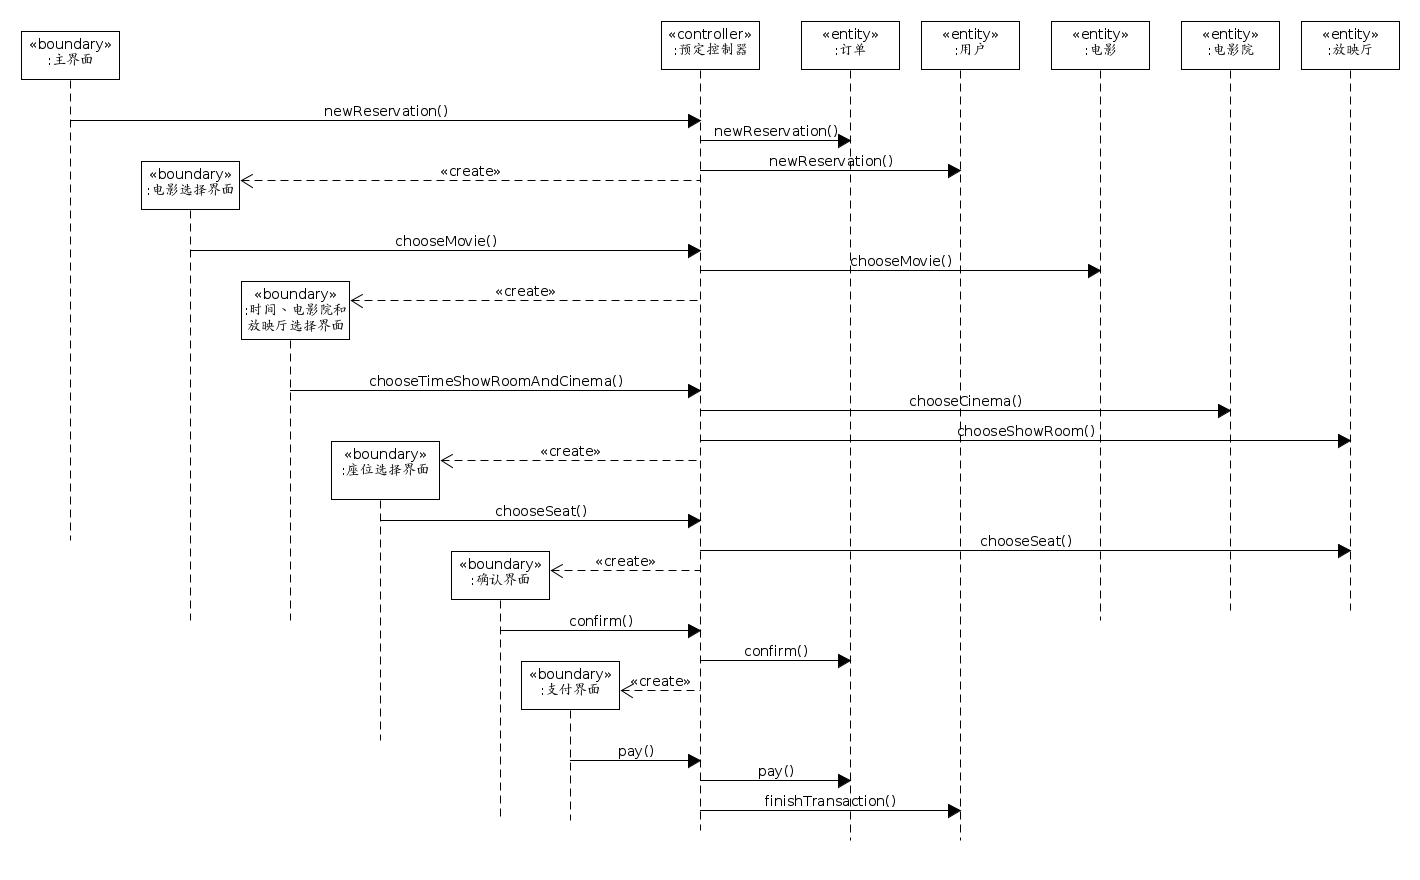 «boundary»
:主界面
«controller»
:预定控制器
«entity»
:订单
«entity»
:用户
«entity»
:电影
«entity»
:电影院
«entity»
:放映厅
newReservation()
newReservation()
newReservation()
«boundary»
:电影选择界面
«create»
chooseMovie()
chooseMovie()
«boundary»
:时间、电影院和
放映厅选择界面
«create»
chooseTimeShowRoomAndCinema()
chooseCinema()
chooseShowRoom()
«boundary»
:座位选择界面
«create»
chooseSeat()
chooseSeat()
«boundary»
:确认界面
«create»
confirm()
confirm()
«boundary»
:支付界面
«create»
pay()
pay()
finishTransaction()